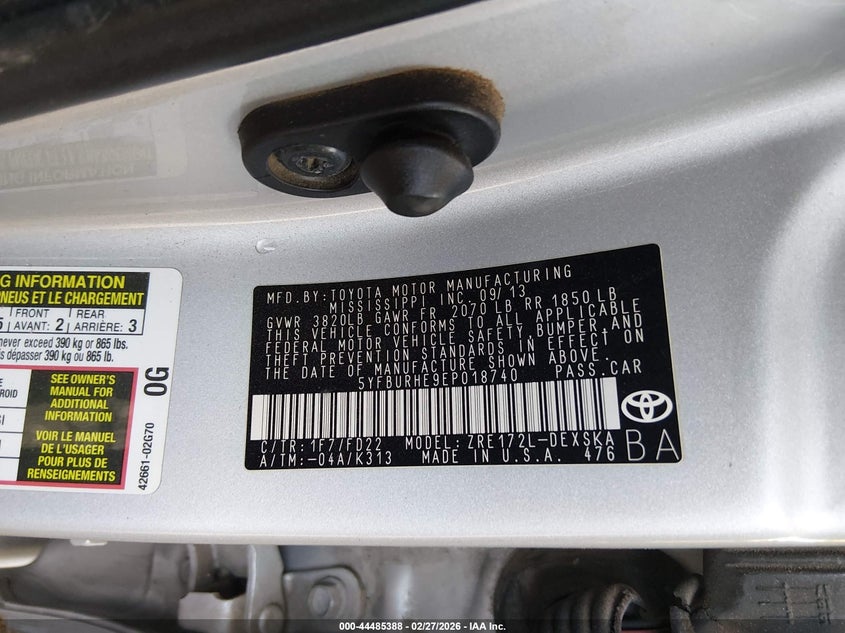 G INFORMATION
PNEUS ET LE CHARGEMENT
5 FRONT AVANT: 2 REAR ARRIÈRE: 3
never exceed 390 kg or 865 lbs.
dépasser 390 kg ou 865 lb.
SEE OWNER'S
MANUAL FOR
ADDITIONAL
INFORMATION
VOIR LE MANUEL
DE L'USAGER
POUR PLUS DE
RENSEIGNEMENTS
0G
42661-02G70
MFD. BY: TOYOTA MOTOR MANUFACTURING
MISSISSIPPI INC. 09/13
GVWR 3820LB GAWR FR 2070 LB RR 1850 LB
THIS VEHICLE CONFORMS TO ALL APPLICABLE
FEDERAL MOTOR VEHICLE SAFETY, BUMPER, AND
THEFT PREVENTION STANDARDS IN EFFECT ON
THE DATE OF MANUFACTURE SHOWN ABOVE.
5YFBURHE9EP018740 PASS. CAR
C/TR: 1F7/FD22 MODEL: ZRE172L-DEXSKA
A/TM: -04A/K313 MADE IN U.S.A. 476
BA
000-44485388 - 02/27/2026 - IAA Inc.